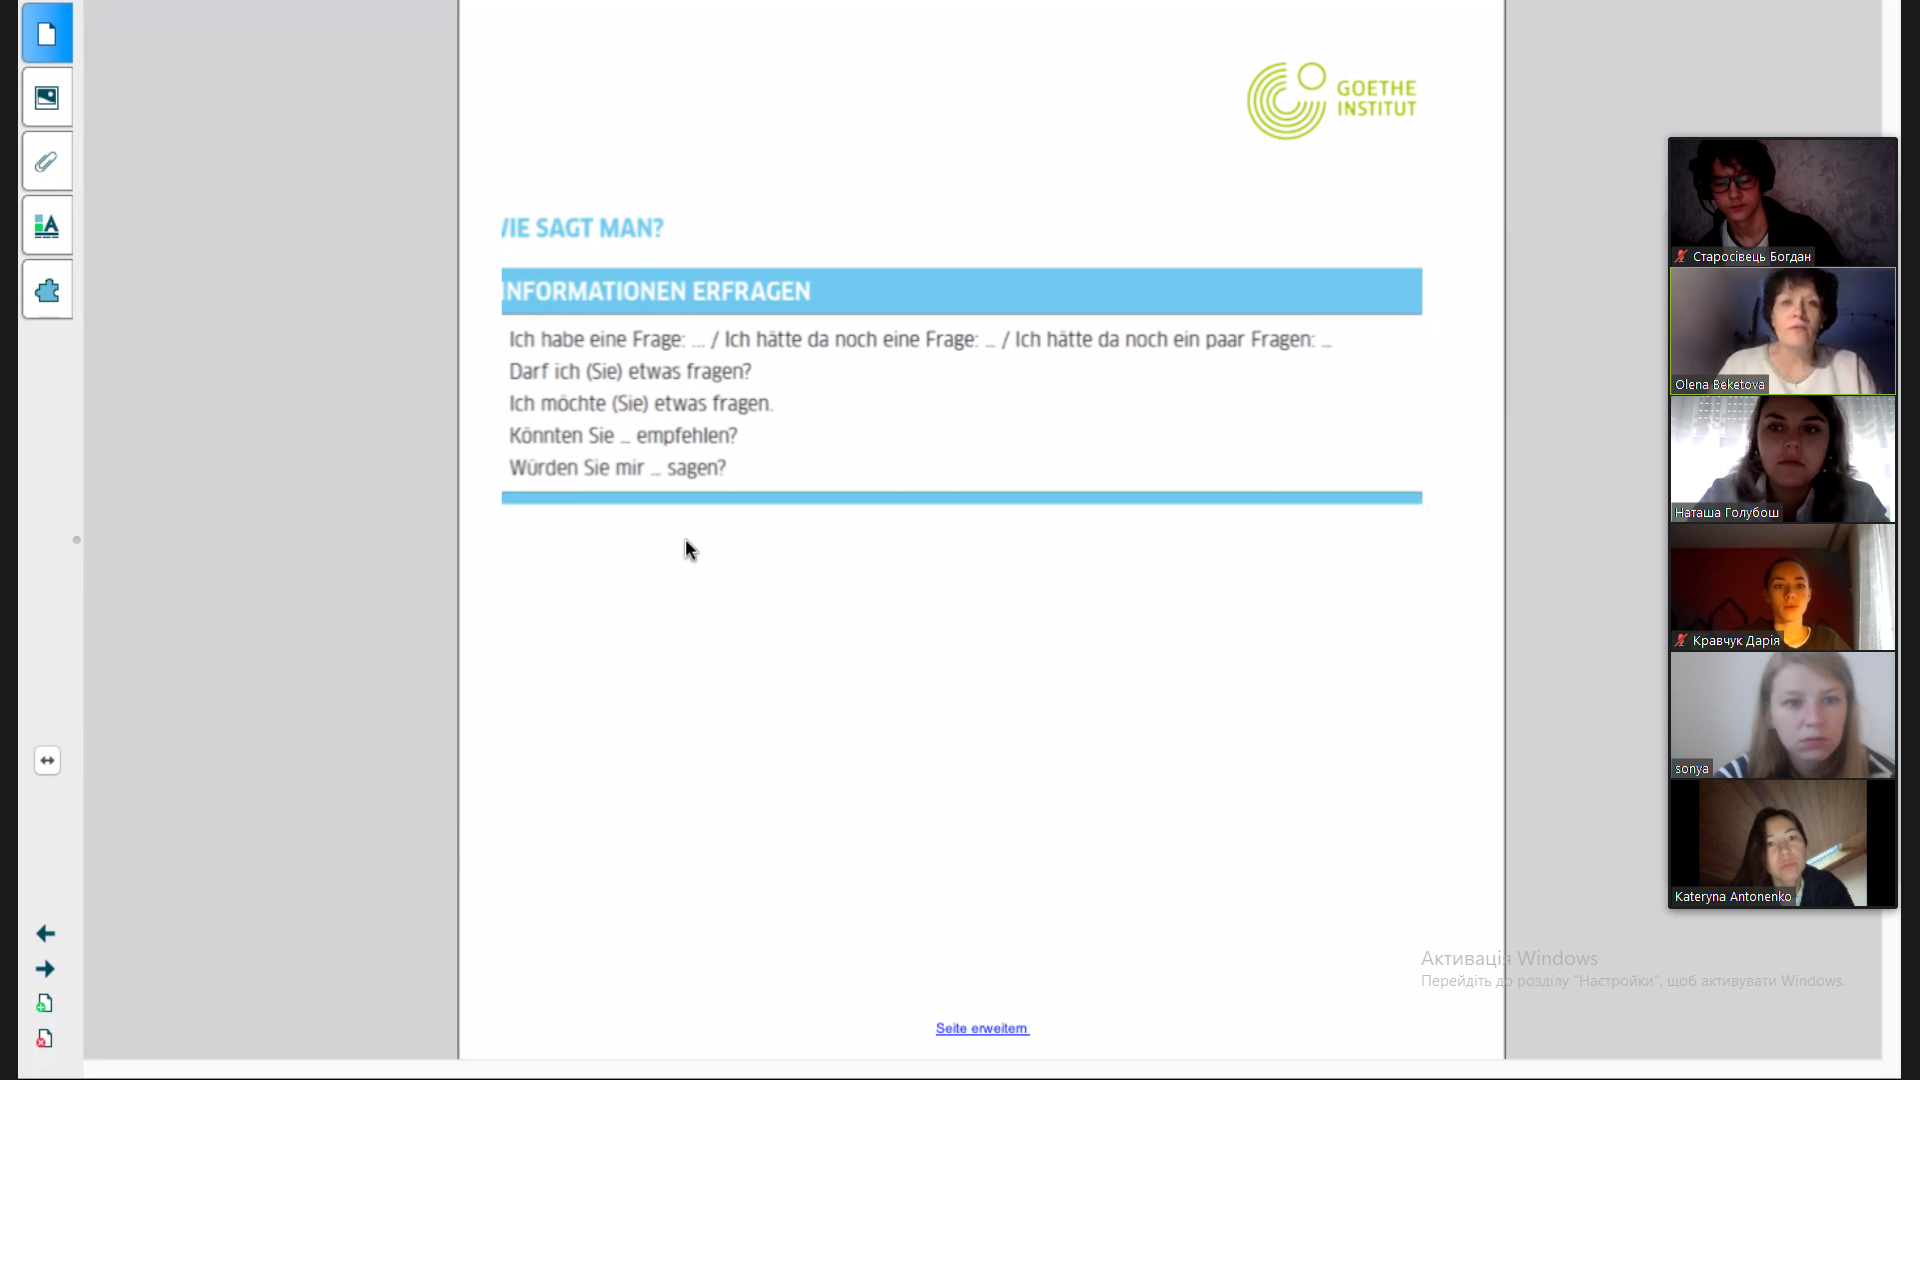 GOETHE
INSTITUT
WIE SAGT MAN?
INFORMATIONEN ERFRAGEN
Ich habe eine Frage: ... / Ich hätte da noch eine Frage: ... / Ich hätte da noch ein paar Fragen: ...
Darf ich (Sie) etwas fragen?
Ich möchte (Sie) etwas fragen.
Könnten Sie ... empfehlen?
Würden Sie mir ... sagen?
Seite erweitern
Старосівець Богдан
Olena Beketova
Наташа Голубош
Кравчук Дарія
sonya
Kateryna Antonenko
Активація Windows
Перейдіть до розділу "Настройки", щоб активувати Windows.